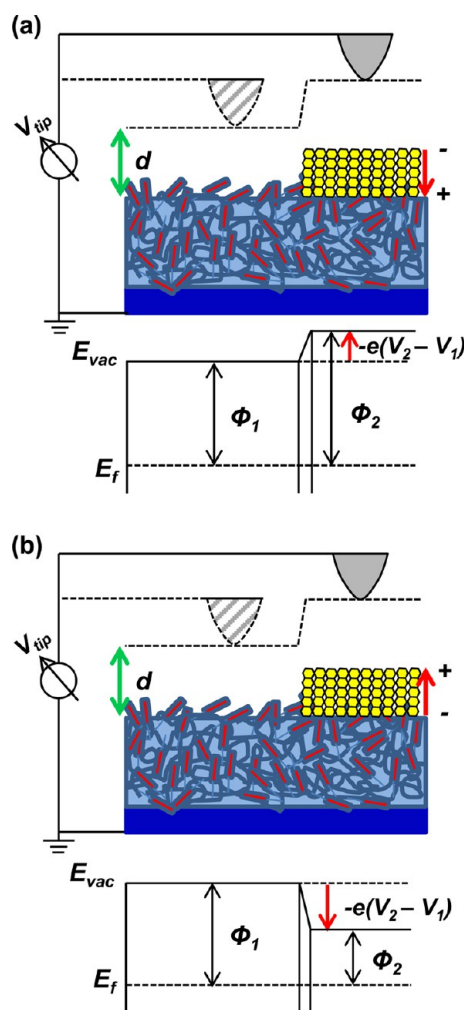 (a)
V_tip
d
-
+
E_vac
-e(V_2 – V_1)
Φ_1
Φ_2
E_f
(b)
V_tip
d
+
-
E_vac
-e(V_2 – V_1)
Φ_1
Φ_2
E_f